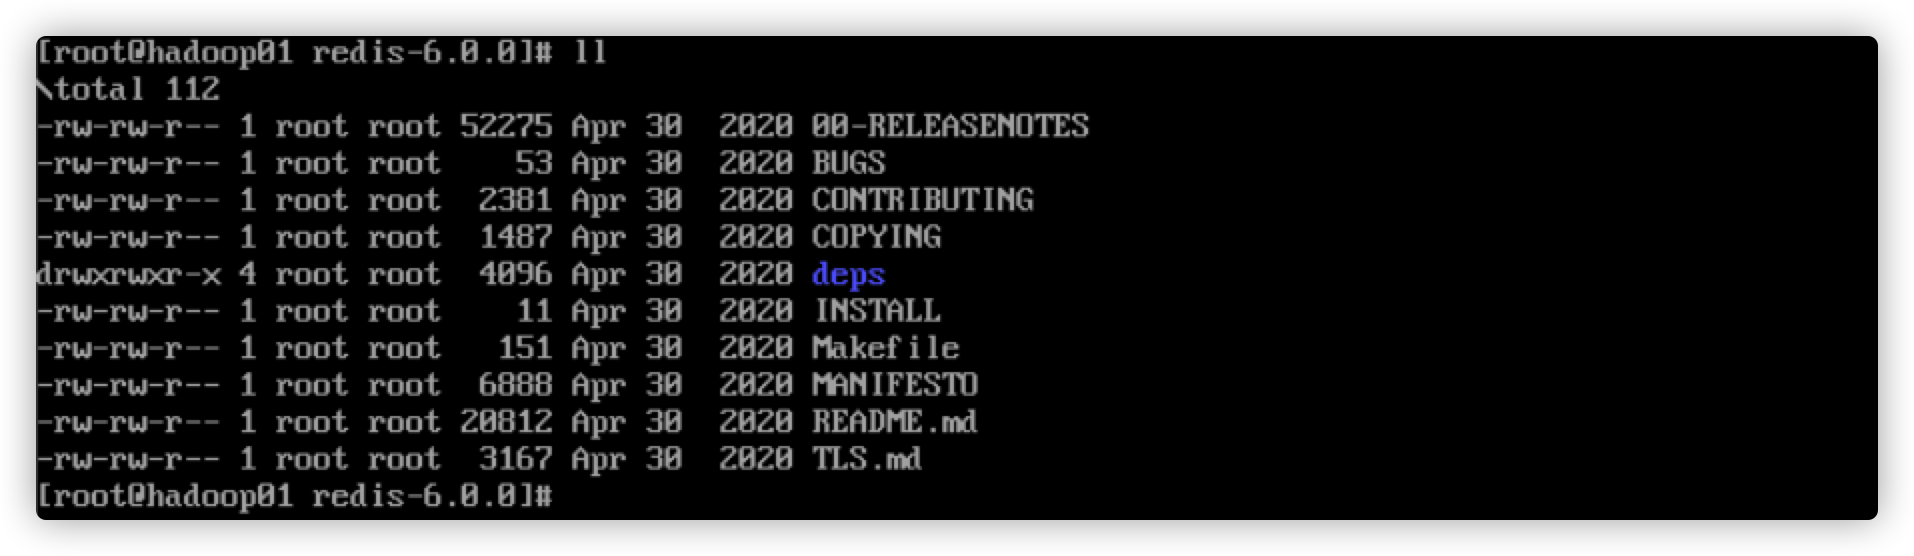 [root@hadoop01 redis-6.0.0]# ll
\total 112
-rw-rw-r-- 1 root root 52275 Apr 30  2020 00-RELEASENOTES
-rw-rw-r-- 1 root root    53 Apr 30  2020 BUGS
-rw-rw-r-- 1 root root  2381 Apr 30  2020 CONTRIBUTING
-rw-rw-r-- 1 root root  1487 Apr 30  2020 COPYING
drwxrwxr-x 4 root root  4096 Apr 30  2020 deps
-rw-rw-r-- 1 root root    11 Apr 30  2020 INSTALL
-rw-rw-r-- 1 root root   151 Apr 30  2020 Makefile
-rw-rw-r-- 1 root root  6888 Apr 30  2020 MANIFESTO
-rw-rw-r-- 1 root root 20812 Apr 30  2020 README.md
-rw-rw-r-- 1 root root  3167 Apr 30  2020 TLS.md
[root@hadoop01 redis-6.0.0]#